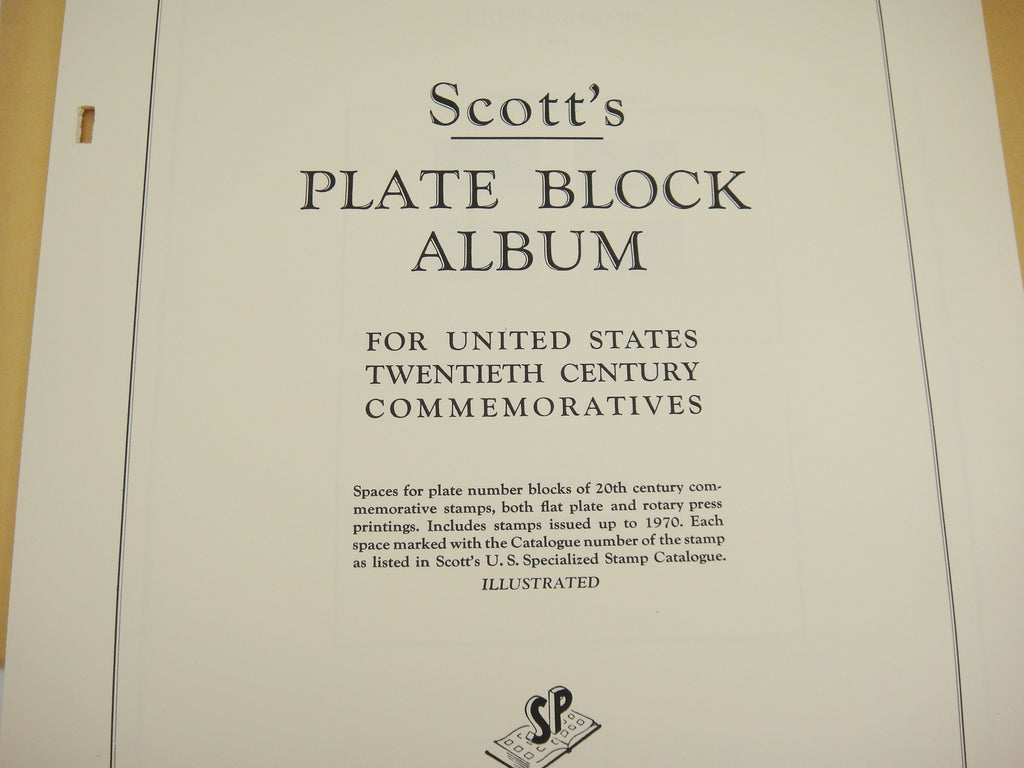 Scott's
PLATE BLOCK
ALBUM
FOR UNITED STATES
TWENTIETH CENTURY
COMMEMORATIVES
Spaces for plate number blocks of 20th century com-
memorative stamps, both flat plate and rotary press
printings. Includes stamps issued up to 1970. Each
space marked with the Catalogue number of the stamp
as listed in Scott's U. S. Specialized Stamp Catalogue.
ILLUSTRATED
SP